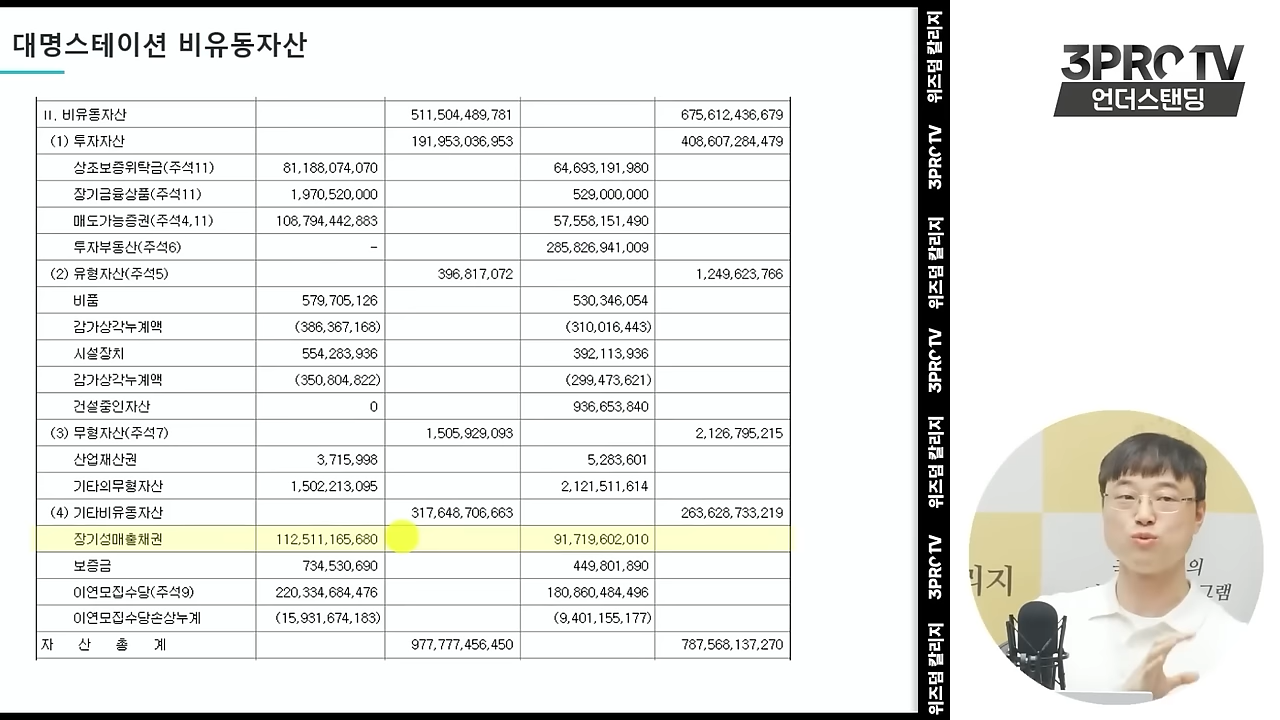 대명스테이션 비유동자산
II. 비유동자산 511,504,489,781 675,612,436,679
(1) 투자자산 191,953,036,953 408,607,284,479
상조보증위탁금(주석11) 81,188,074,070 64,693,191,980
장기금융상품(주석11) 1,970,520,000 529,000,000
매도가능증권(주석4,11) 108,794,442,883 57,558,151,490
투자부동산(주석6) - 285,826,941,009
(2) 유형자산(주석5) 396,817,072 1,249,623,766
비품 579,705,126 530,346,054
감가상각누계액 (386,367,168) (310,016,443)
시설장치 554,283,936 392,113,936
감가상각누계액 (350,804,822) (299,473,621)
건설중인자산 0 936,653,840
(3) 무형자산(주석7) 1,505,929,093 2,126,795,215
산업재산권 3,715,998 5,283,601
기타의무형자산 1,502,213,095 2,121,511,614
(4) 기타비유동자산 317,648,706,663 263,628,733,219
장기성매출채권 112,511,165,680 91,719,602,010
보증금 734,530,690 449,801,890
이연모집수당(주석9) 220,334,684,476 180,860,484,496
이연모집수당손상누계 (15,931,674,183) (9,401,155,177)
자 산 총 계 977,777,456,450 787,568,137,270
위즈덤 칼리지
3PROTV
위즈덤 칼리지
3PROTV
위즈덤 칼리지
3PROTV
위즈덤 칼리지
3PROTV
언더스탠딩
리지
의
그램